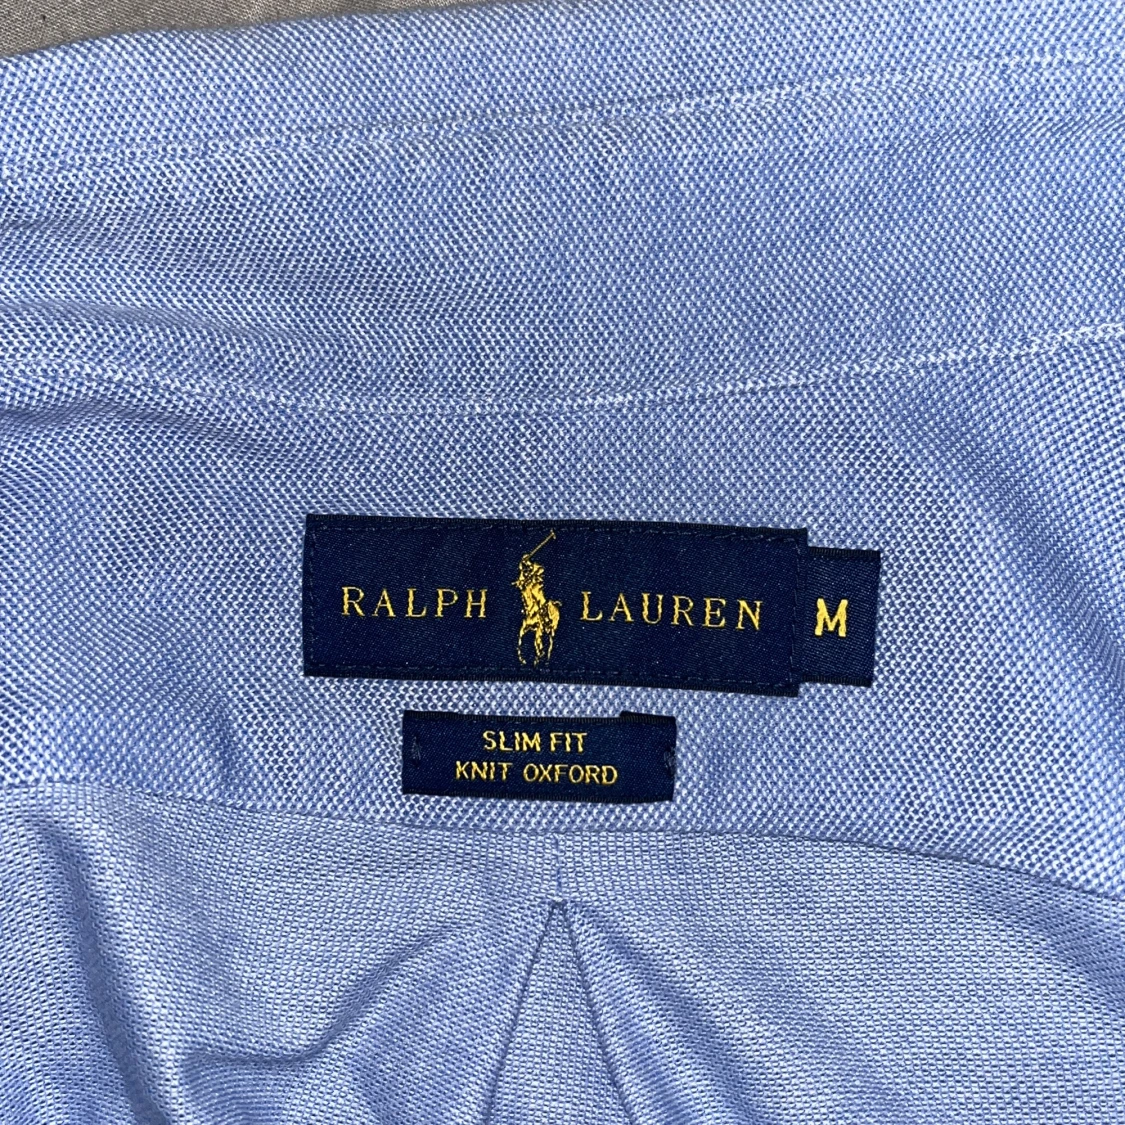 RALPH LAUREN M
SLIM FIT
KNIT OXFORD